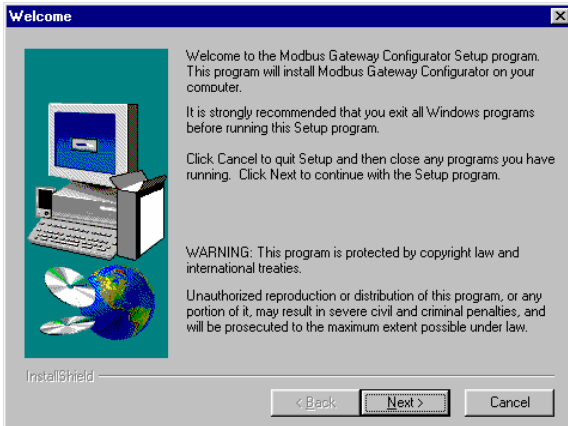 Welcome
Welcome to the Modbus Gateway Configurator Setup program.
This program will install Modbus Gateway Configurator on your
computer.
It is strongly recommended that you exit all Windows programs
before running this Setup program.
Click Cancel to quit Setup and then close any programs you have
running. Click Next to continue with the Setup program.
WARNING: This program is protected by copyright law and
international treaties.
Unauthorized reproduction or distribution of this program, or any
portion of it, may result in severe civil and criminal penalties, and
will be prosecuted to the maximum extent possible under law.
InstallShield
< Back
Next >
Cancel